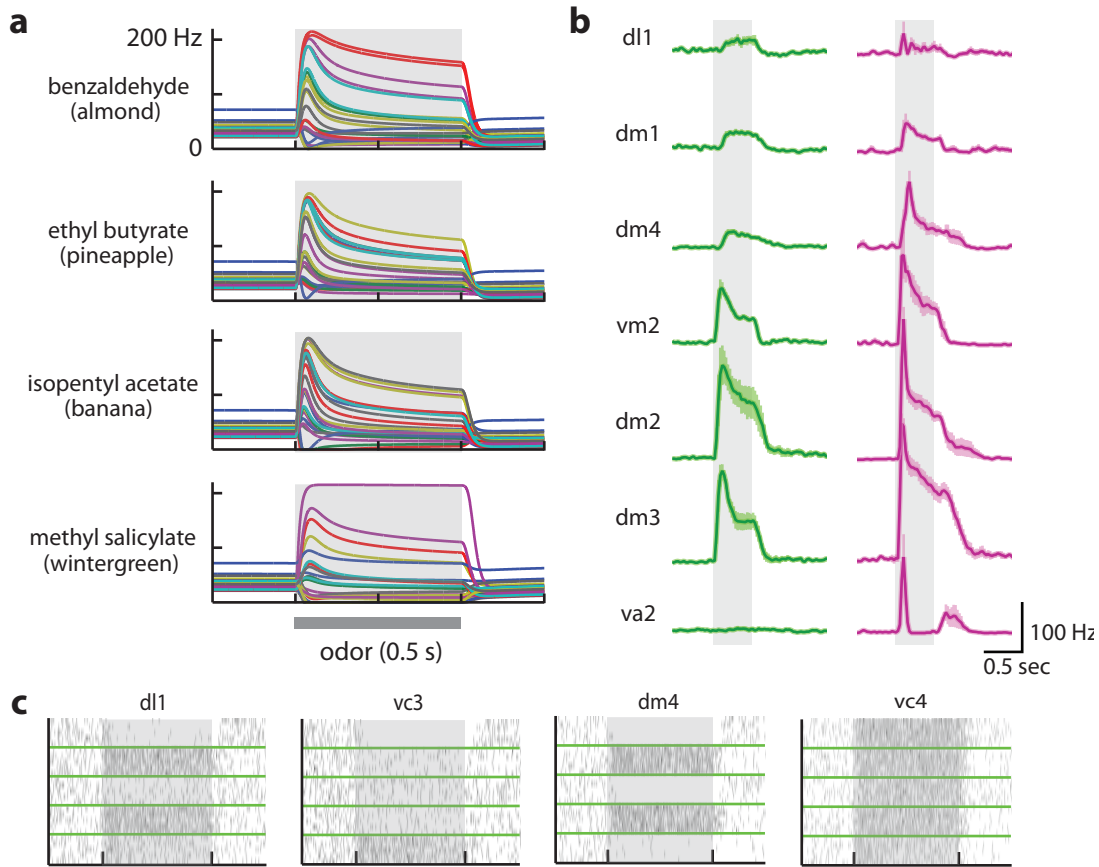 a
200 Hz
benzaldehyde
(almond)
0
ethyl butyrate
(pineapple)
isopentyl acetate
(banana)
methyl salicylate
(wintergreen)
odor (0.5 s)
b
dl1
dm1
dm4
vm2
dm2
dm3
va2
100 Hz
0.5 sec
c
dl1
vc3
dm4
vc4